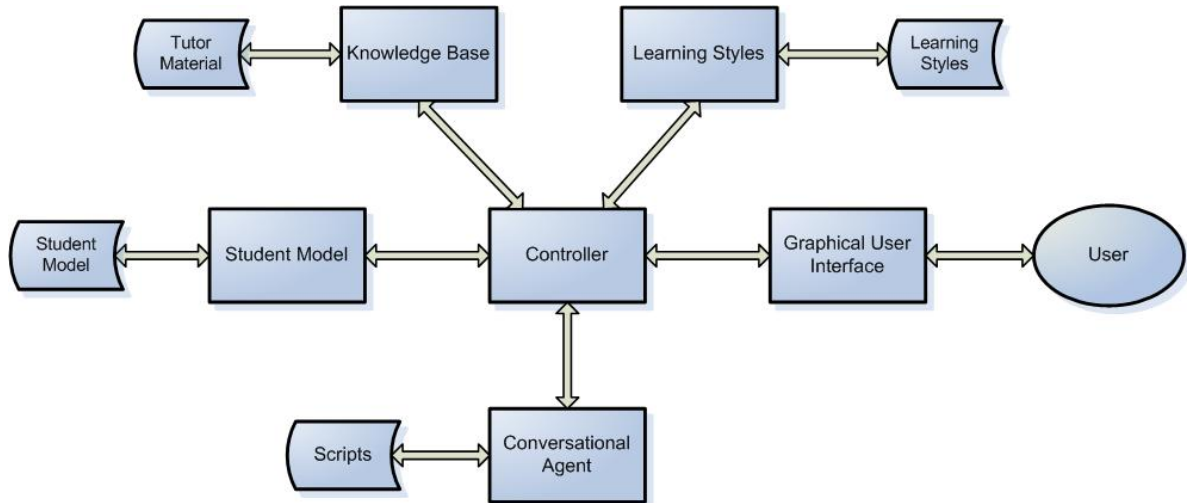 Tutor
Material
Knowledge Base
Learning Styles
Learning
Styles
Student
Model
Student Model
Controller
Graphical User
Interface
User
Scripts
Conversational
Agent